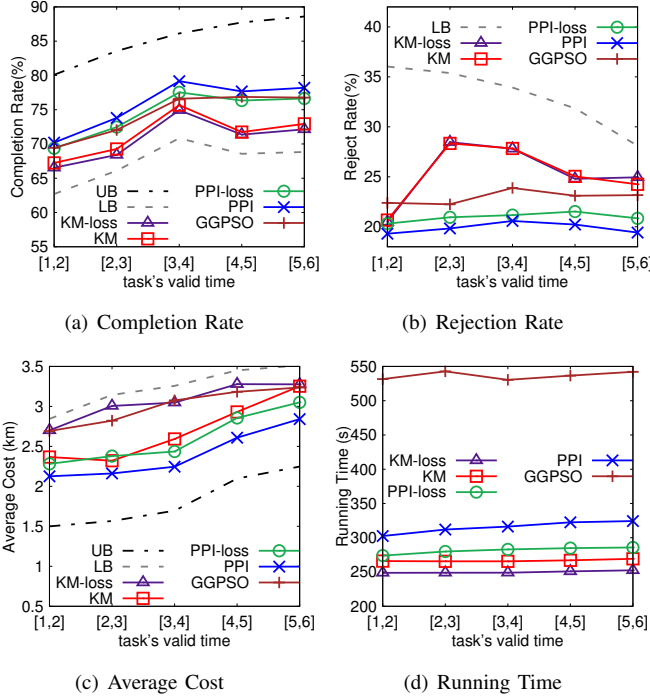 90
85
80
75
70
65
60
55
Completion Rate(%)
UB
LB
KM-loss
KM
PPI-loss
PPI
GGPSO
[1,2] [2,3] [3,4] [4,5] [5,6]
task's valid time
(a) Completion Rate
40
35
30
25
20
Reject Rate(%)
LB
KM-loss
KM
PPI-loss
PPI
GGPSO
[1,2] [2,3] [3,4] [4,5] [5,6]
task's valid time
(b) Rejection Rate
3.5
3
2.5
2
1.5
1
0.5
Average Cost (km)
UB
LB
KM-loss
KM
PPI-loss
PPI
GGPSO
[1,2] [2,3] [3,4] [4,5] [5,6]
task's valid time
(c) Average Cost
550
500
450
400
350
300
250
200
Running Time (s)
KM-loss
KM
PPI-loss
PPI
GGPSO
[1,2] [2,3] [3,4] [4,5] [5,6]
task's valid time
(d) Running Time